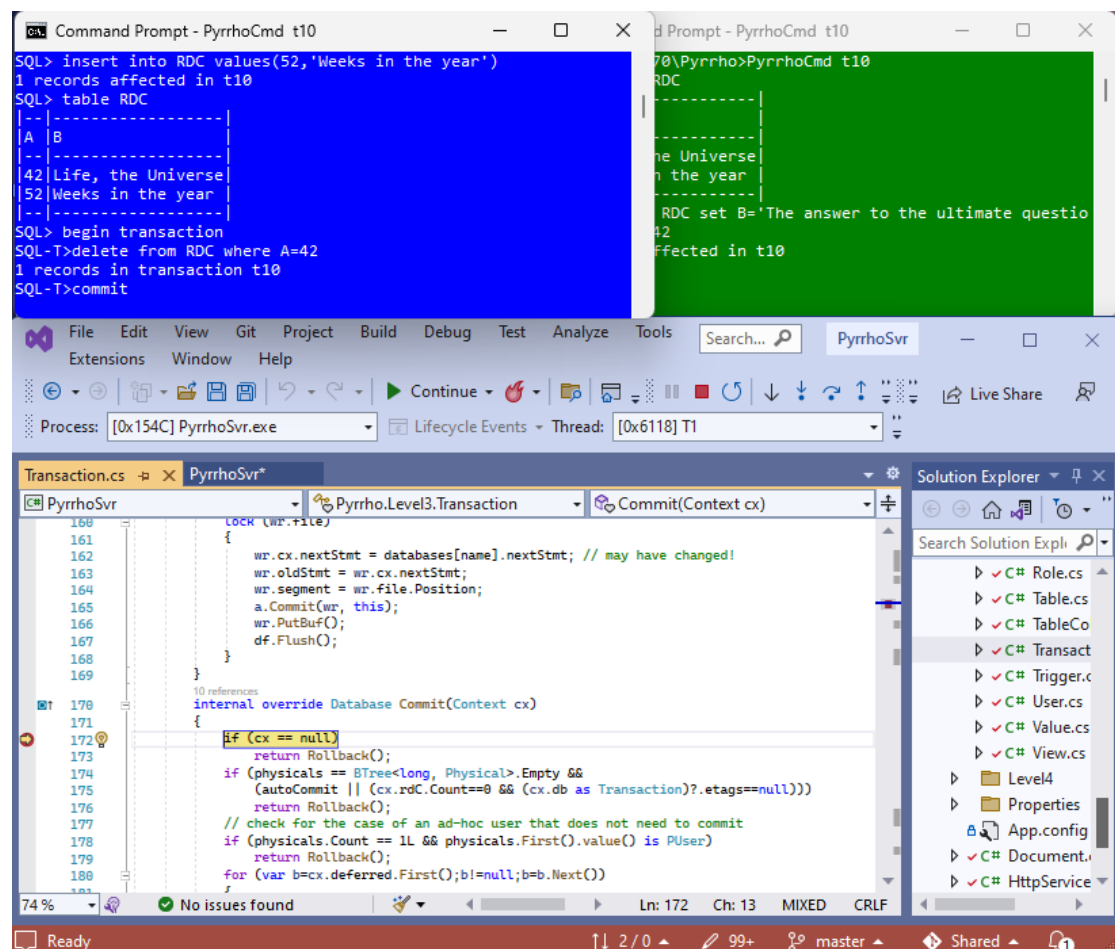 Command Prompt - PyrrhoCmd t10
SQL> insert into RDC values(52,'Weeks in the year')
1 records affected in t10
SQL> table RDC
|--|------------------|
|A |B                 |
|--|------------------|
|42|Life, the Universe|
|52|Weeks in the year |
|--|------------------|
SQL> begin transaction
SQL-T>delete from RDC where A=42
1 records in transaction t10
SQL-T>commit
d Prompt - PyrrhoCmd t10
70\Pyrrho>PyrrhoCmd t10
RDC
-----------|
|
-----------|
he Universe|
n the year |
-----------|
RDC set B='The answer to the ultimate questio
42
ffected in t10
File Edit View Git Project Build Debug Test Analyze Tools Search... PyrrhoSvr
Extensions Window Help
Continue Live Share
Process: [0x154C] PyrrhoSvr.exe Lifecycle Events Thread: [0x6118] T1
Transaction.cs PyrrhoSvr*
C# PyrrhoSvr Pyrrho.Level3.Transaction Commit(Context cx)
160 lock (wr.file)
161 {
162 wr.cx.nextStmt = databases[name].nextStmt; // may have changed!
163 wr.oldStmt = wr.cx.nextStmt;
164 wr.segment = wr.file.Position;
165 a.Commit(wr, this);
166 wr.PutBuf();
167 df.Flush();
168 }
169 }
10 references
170 internal override Database Commit(Context cx)
171 {
172 if (cx == null)
173 return Rollback();
174 if (physicals == BTree<long, Physical>.Empty &&
175 (autoCommit || (cx.rdC.Count==0 && (cx.db as Transaction)?.etags==null)))
176 return Rollback();
177 // check for the case of an ad-hoc user that does not need to commit
178 if (physicals.Count == 1L && physicals.First().value() is PUser)
179 return Rollback();
180 for (var b=cx.deferred.First();b!=null;b=b.Next())
181 {
74 % No issues found Ln: 172 Ch: 13 MIXED CRLF
Solution Explorer
Search Solution Expl
C# Role.cs
C# Table.cs
C# TableCo
C# Transact
C# Trigger.c
C# User.cs
C# Value.cs
C# View.cs
Level4
Properties
App.config
C# Document.
C# HttpService
Ready 2 / 0 99+ master Shared 1